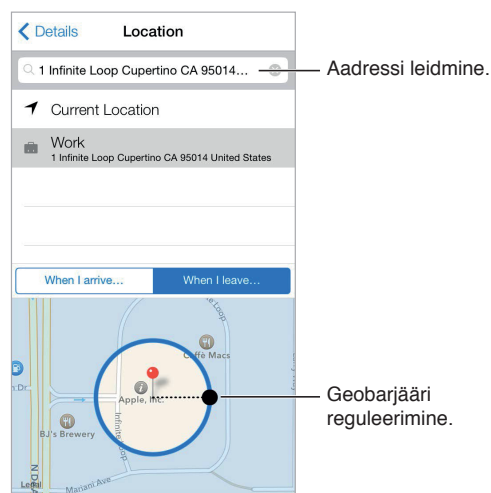 Details
Location
1 Infinite Loop Cupertino CA 95014…
Aadressi leidmine.
Current Location
Work
1 Infinite Loop Cupertino CA 95014 United States
When I arrive…
When I leave…
Caffè Macs
Apple, Inc.
Geobarjääri
reguleerimine.
BJ's Brewery
Infinite Loop
Mariani Ave
Legal